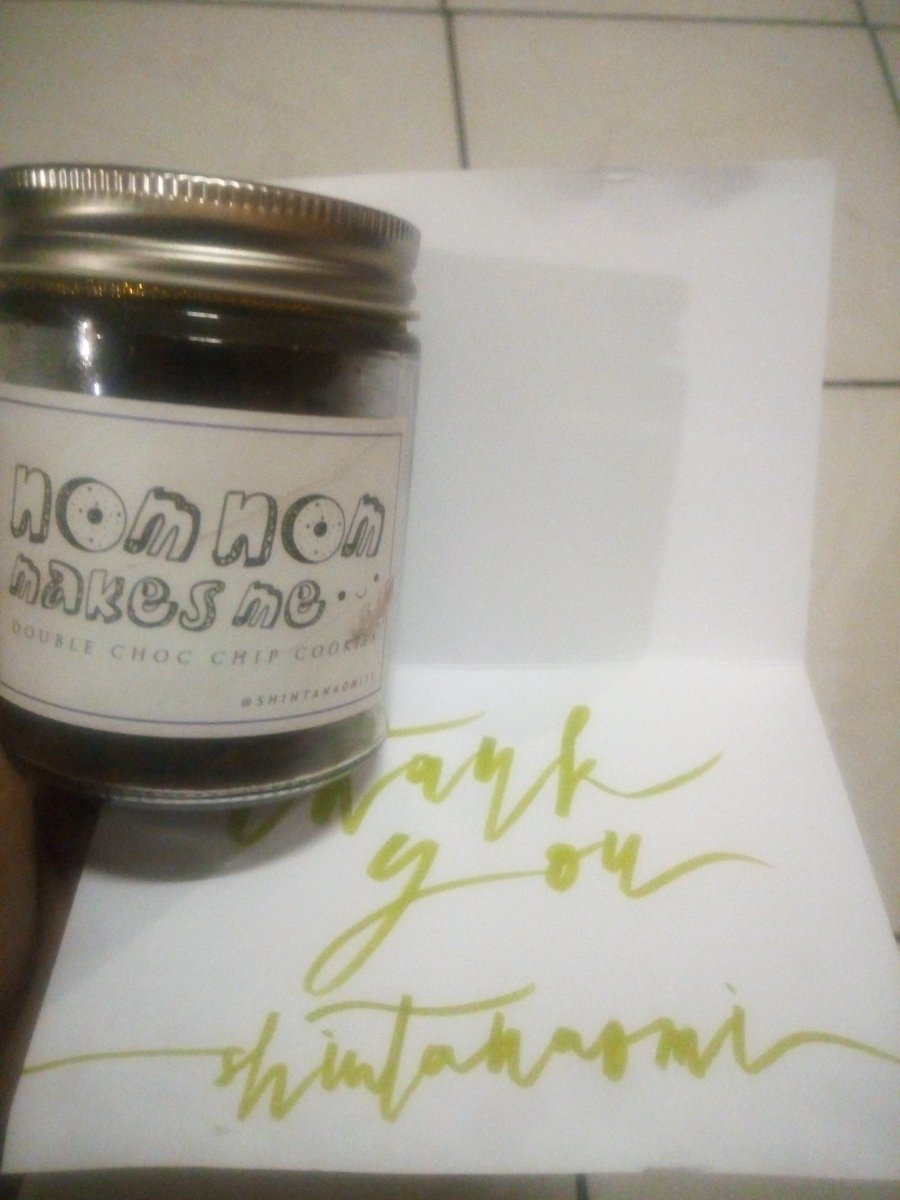 nom nom
makes me
DOUBLE CHOC CHIP COOKIES
thank
you
shintanaomi